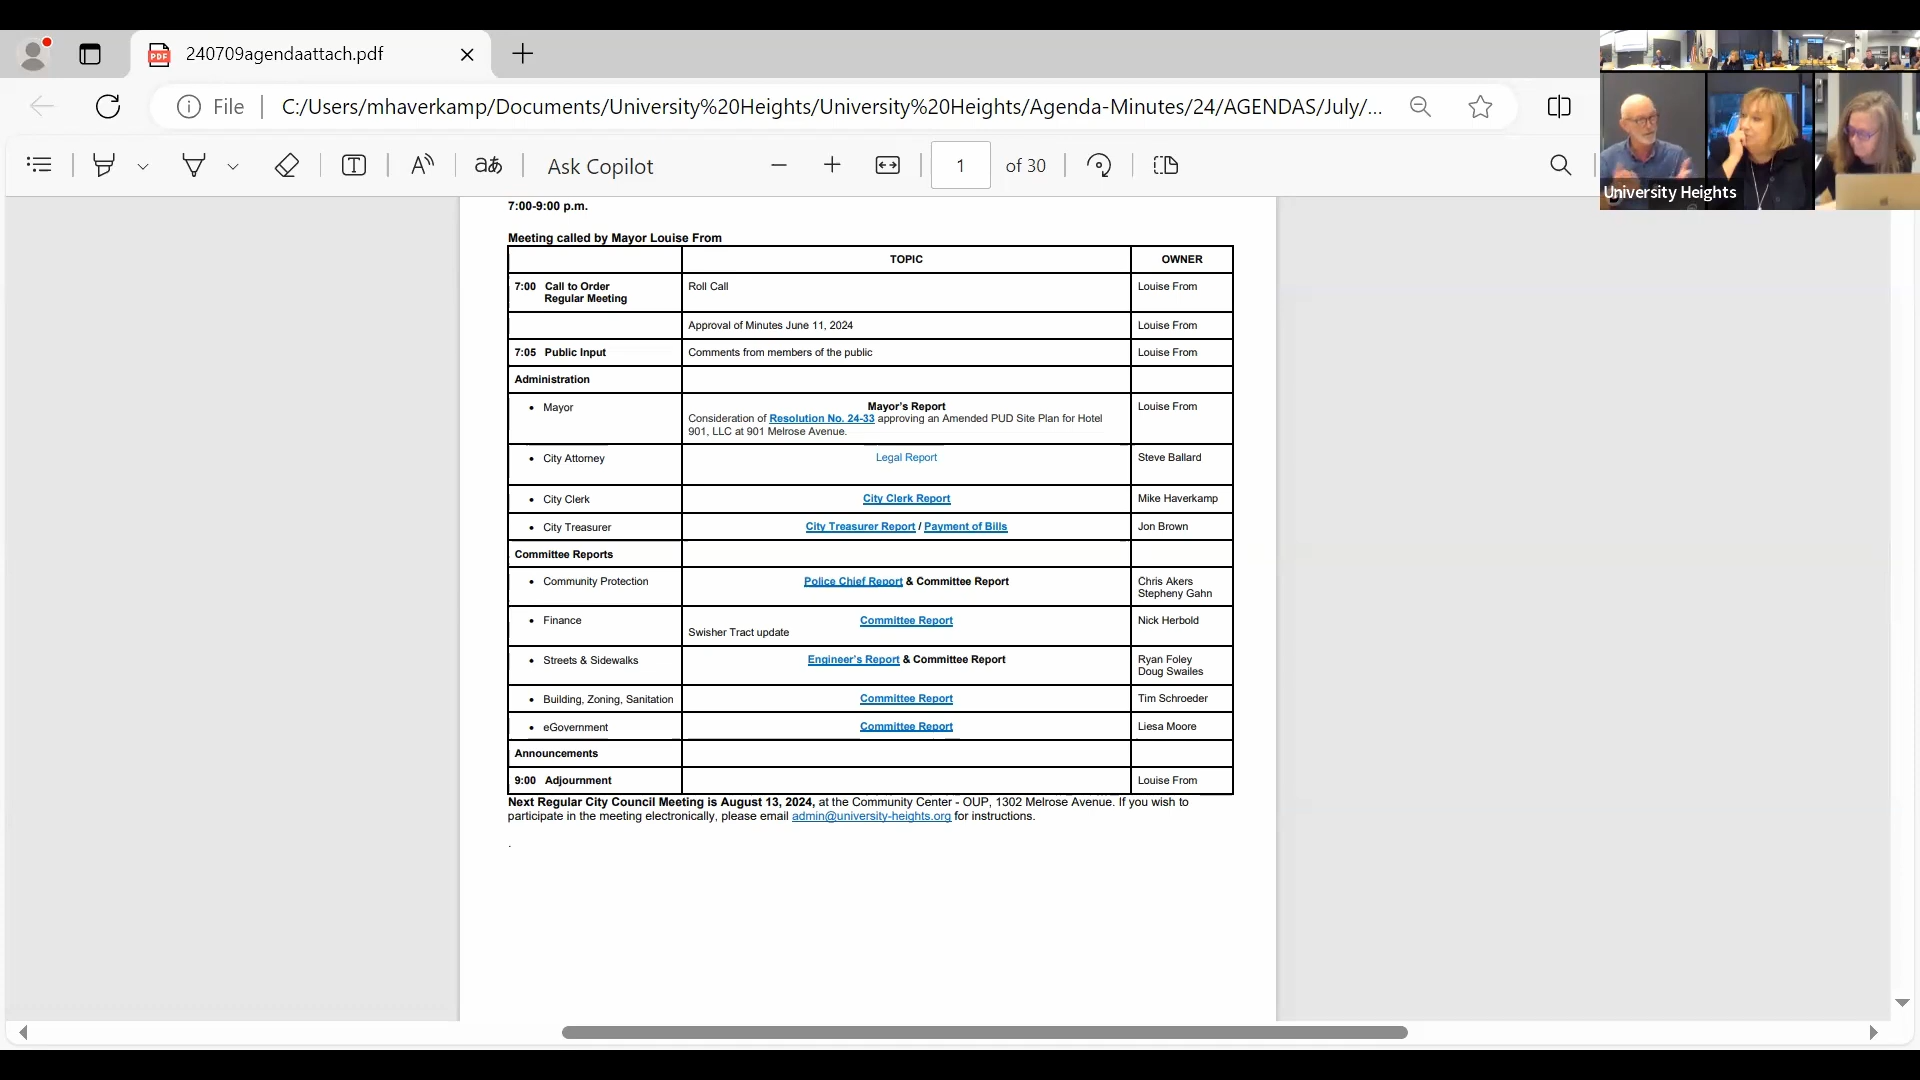 240709agendaattach.pdf
File
C:/Users/mhaverkamp/Documents/University%20Heights/University%20Heights/Agenda-Minutes/24/AGENDAS/July/...
Ask Copilot
1 of 30
University Heights
7:00-9:00 p.m.
Meeting called by Mayor Louise From
TOPIC OWNER
7:00 Call to Order Roll Call Louise From
Regular Meeting
Approval of Minutes June 11, 2024 Louise From
7:05 Public Input Comments from members of the public Louise From
Administration
• Mayor Mayor's Report Louise From
Consideration of Resolution No. 24-33 approving an Amended PUD Site Plan for Hotel
901, LLC at 901 Melrose Avenue.
• City Attorney Legal Report Steve Ballard
• City Clerk City Clerk Report Mike Haverkamp
• City Treasurer City Treasurer Report / Payment of Bills Jon Brown
Committee Reports
• Community Protection Police Chief Report & Committee Report Chris Akers
Stepheny Gahn
• Finance Committee Report Nick Herbold
Swisher Tract update
• Streets & Sidewalks Engineer's Report & Committee Report Ryan Foley
Doug Swailes
• Building, Zoning, Sanitation Committee Report Tim Schroeder
• eGovernment Committee Report Liesa Moore
Announcements
9:00 Adjournment Louise From
Next Regular City Council Meeting is August 13, 2024, at the Community Center - OUP, 1302 Melrose Avenue. If you wish to
participate in the meeting electronically, please email admin@university-heights.org for instructions.
.